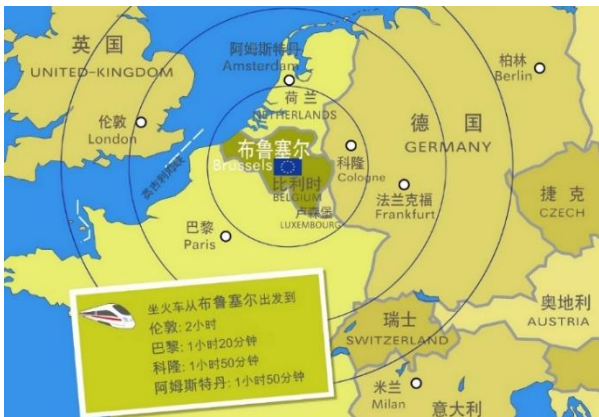 英 国
UNITED-KINGDOM
阿姆斯特丹
Amsterdam
柏林
Berlin
荷兰
NETHERLANDS
伦敦
London
德 国
GERMANY
布鲁塞尔
Brussels
科隆
Cologne
英吉利海峡
比利时
BELGIUM
法兰克福
Frankfurt
捷 克
CZECH
卢森堡
LUXEMBOURG
巴黎
Paris
坐火车从布鲁塞尔出发到
伦敦: 2小时
巴黎: 1小时20分钟
科隆: 1小时50分钟
阿姆斯特丹: 1小时50分钟
奥地利
AUSTRIA
瑞士
SWITZERLAND
米兰
Milan
意大利